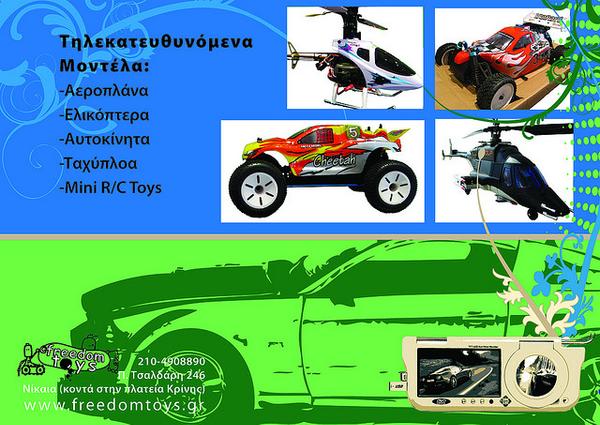 Τηλεκατευθυνόμενα
Μοντέλα:
-Αεροπλάνα
-Ελικόπτερα
-Αυτοκίνητα
-Ταχύπλοα
-Mini R/C Toys
5
Cheetah
freedom
toys
210-4908890
Π. Τσαλδάρη 246
Νίκαια (κοντά στην πλατεία Κρήνης)
www.freedomtoys.gr